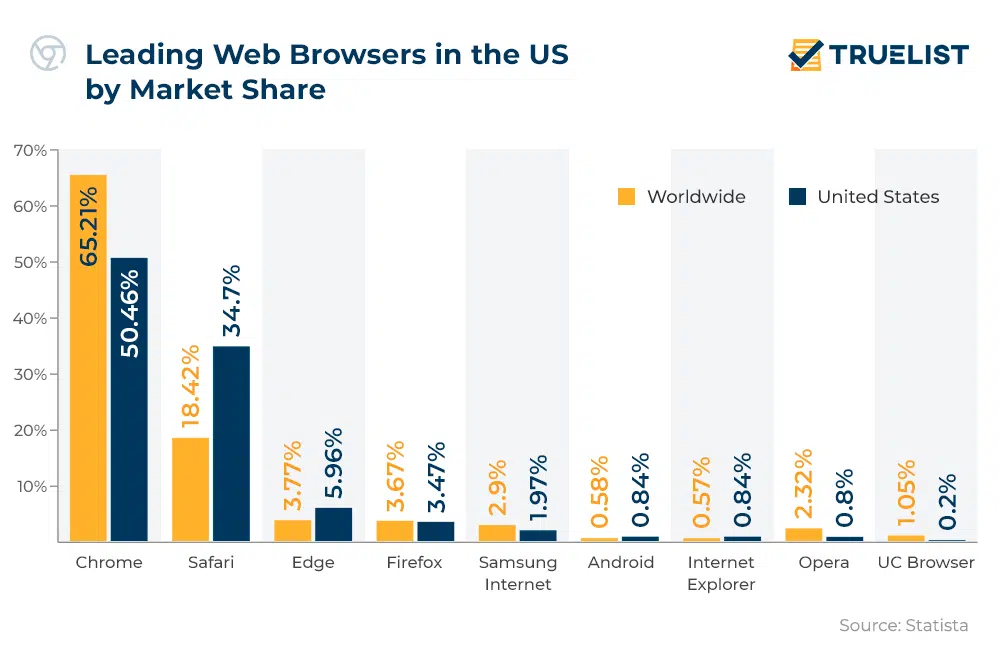 Leading Web Browsers in the US
by Market Share
TRUELIST
70%
60%
50%
40%
30%
20%
10%
Worldwide
United States
65.21%
50.46%
18.42%
34.7%
3.77%
5.96%
3.67%
3.47%
2.9%
1.97%
0.58%
0.84%
0.57%
0.84%
2.32%
0.8%
1.05%
0.2%
Chrome
Safari
Edge
Firefox
Samsung
Internet
Android
Internet
Explorer
Opera
UC Browser
Source: Statista